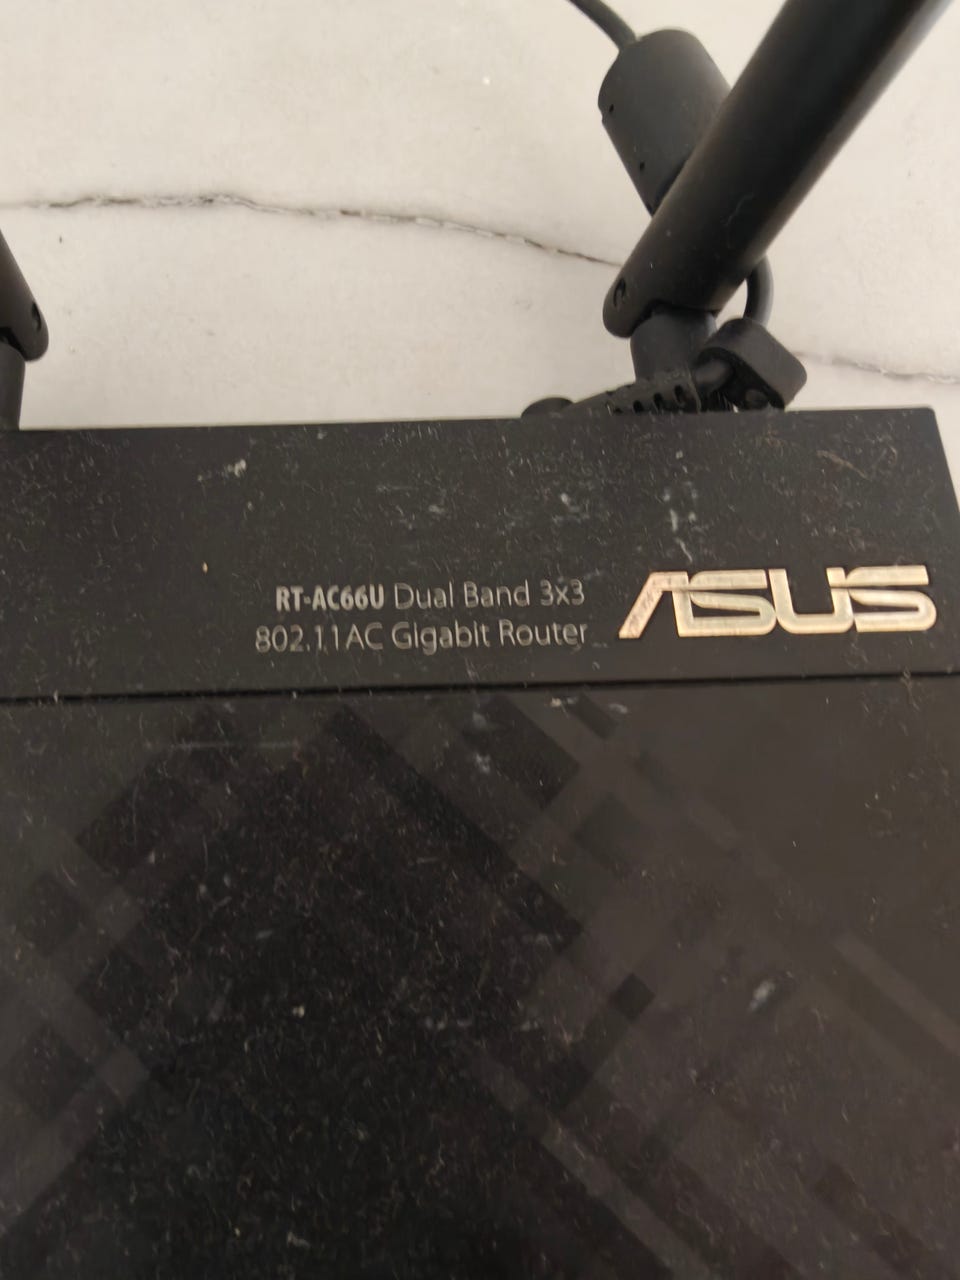 RT-AC66U Dual Band 3x3
802.11AC Gigabit Router
ASUS